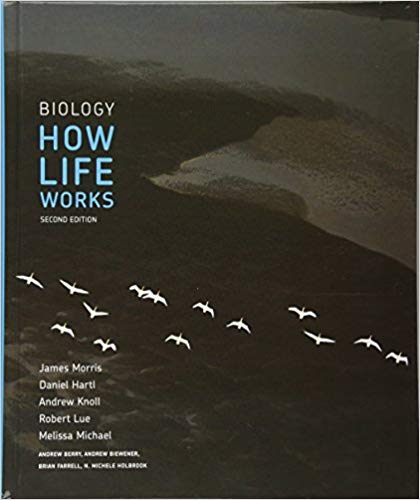 BIOLOGY
HOW
LIFE
WORKS
SECOND EDITION
James Morris
Daniel Hartl
Andrew Knoll
Robert Lue
Melissa Michael
ANDREW BERRY, ANDREW BIEWENER,
BRIAN FARRELL, N. MICHELE HOLBROOK